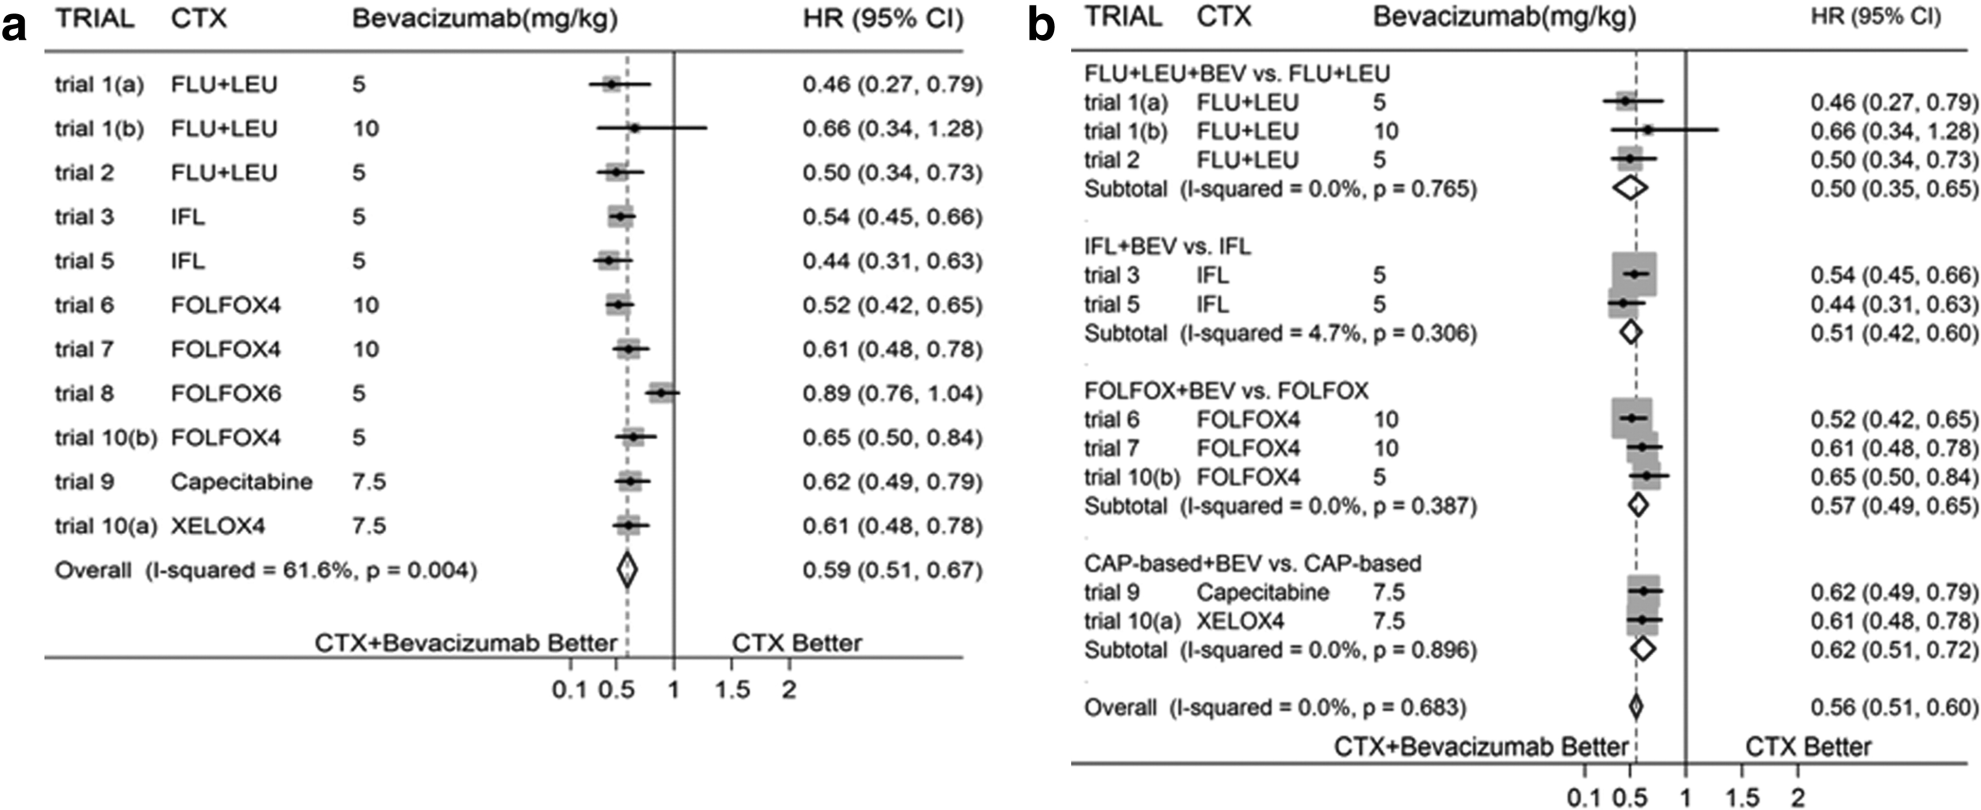 a
TRIAL CTX Bevacizumab(mg/kg) HR (95% CI)
trial 1(a) FLU+LEU 5 0.46 (0.27, 0.79)
trial 1(b) FLU+LEU 10 0.66 (0.34, 1.28)
trial 2 FLU+LEU 5 0.50 (0.34, 0.73)
trial 3 IFL 5 0.54 (0.45, 0.66)
trial 5 IFL 5 0.44 (0.31, 0.63)
trial 6 FOLFOX4 10 0.52 (0.42, 0.65)
trial 7 FOLFOX4 10 0.61 (0.48, 0.78)
trial 8 FOLFOX6 5 0.89 (0.76, 1.04)
trial 10(b) FOLFOX4 5 0.65 (0.50, 0.84)
trial 9 Capecitabine 7.5 0.62 (0.49, 0.79)
trial 10(a) XELOX4 7.5 0.61 (0.48, 0.78)
Overall (I-squared = 61.6%, p = 0.004) 0.59 (0.51, 0.67)
CTX+Bevacizumab Better CTX Better
0.1 0.5 1 1.5 2
b
TRIAL CTX Bevacizumab(mg/kg) HR (95% CI)
FLU+LEU+BEV vs. FLU+LEU
trial 1(a) FLU+LEU 5 0.46 (0.27, 0.79)
trial 1(b) FLU+LEU 10 0.66 (0.34, 1.28)
trial 2 FLU+LEU 5 0.50 (0.34, 0.73)
Subtotal (I-squared = 0.0%, p = 0.765) 0.50 (0.35, 0.65)
IFL+BEV vs. IFL
trial 3 IFL 5 0.54 (0.45, 0.66)
trial 5 IFL 5 0.44 (0.31, 0.63)
Subtotal (I-squared = 4.7%, p = 0.306) 0.51 (0.42, 0.60)
FOLFOX+BEV vs. FOLFOX
trial 6 FOLFOX4 10 0.52 (0.42, 0.65)
trial 7 FOLFOX4 10 0.61 (0.48, 0.78)
trial 10(b) FOLFOX4 5 0.65 (0.50, 0.84)
Subtotal (I-squared = 0.0%, p = 0.387) 0.57 (0.49, 0.65)
CAP-based+BEV vs. CAP-based
trial 9 Capecitabine 7.5 0.62 (0.49, 0.79)
trial 10(a) XELOX4 7.5 0.61 (0.48, 0.78)
Subtotal (I-squared = 0.0%, p = 0.896) 0.62 (0.51, 0.72)
Overall (I-squared = 0.0%, p = 0.683) 0.56 (0.51, 0.60)
CTX+Bevacizumab Better CTX Better
0.1 0.5 1 1.5 2